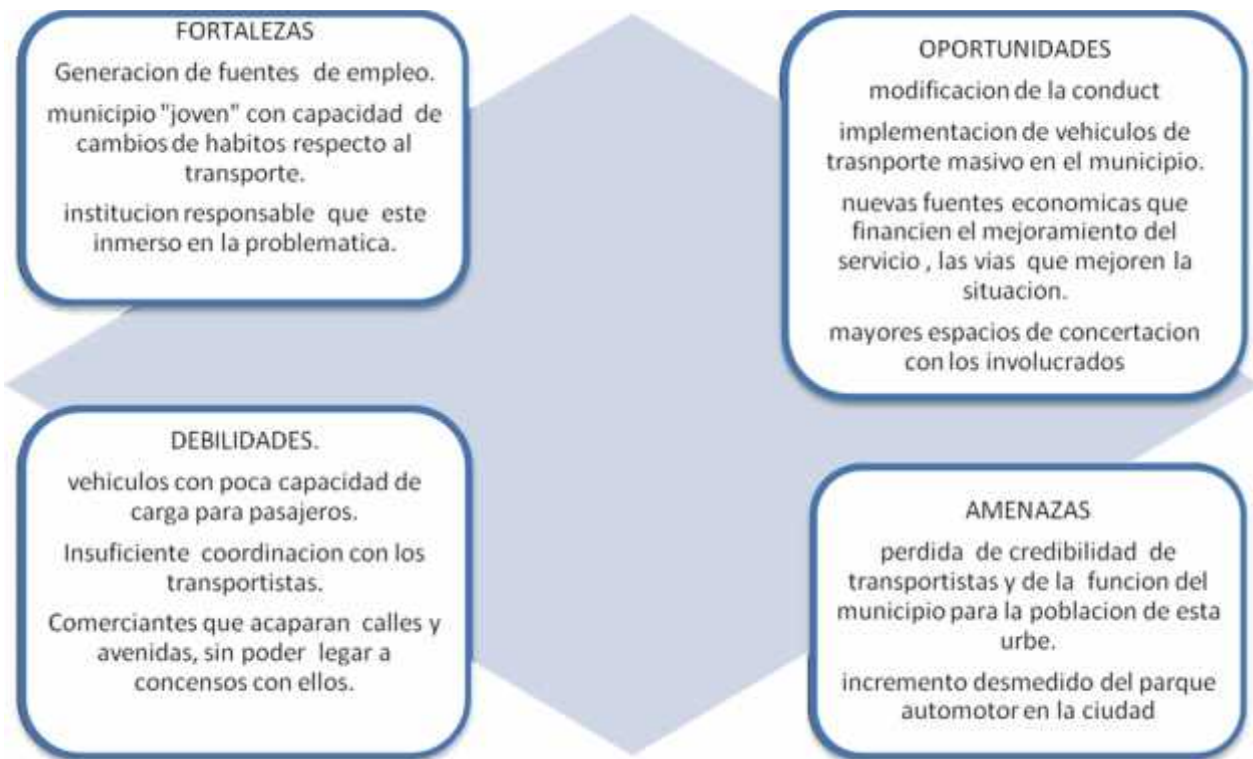 FORTALEZAS
Generacion de fuentes de empleo.
municipio "joven" con capacidad de
cambios de habitos respecto al
transporte.
institucion responsable que este
inmerso en la problematica.
OPORTUNIDADES
modificacion de la conduct
implementacion de vehiculos de
trasnporte masivo en el municipio.
nuevas fuentes economicas que
financien el mejoramiento del
servicio , las vias que mejoren la
situacion.
mayores espacios de concertacion
con los involucrados
DEBILIDADES.
vehiculos con poca capacidad de
carga para pasajeros.
Insuficiente coordinacion con los
transportistas.
Comerciantes que acaparan calles y
avenidas, sin poder legar a
concensos con ellos.
AMENAZAS
perdida de credibilidad de
transportistas y de la funcion del
municipio para la poblacion de esta
urbe.
incremento desmedido del parque
automotor en la ciudad